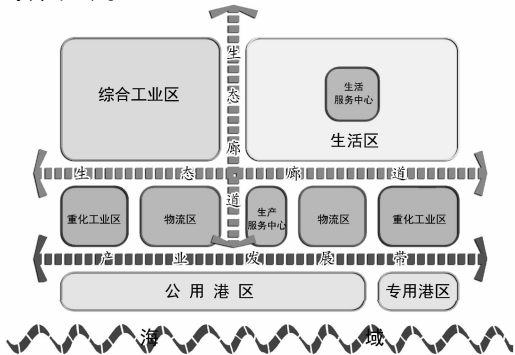 生态廊道
综合工业区
生活
服务中心
生活区
生态廊道
重化工业区
物流区
生产
服务中心
物流区
重化工业区
产业发展带
公用港区
专用港区
海域